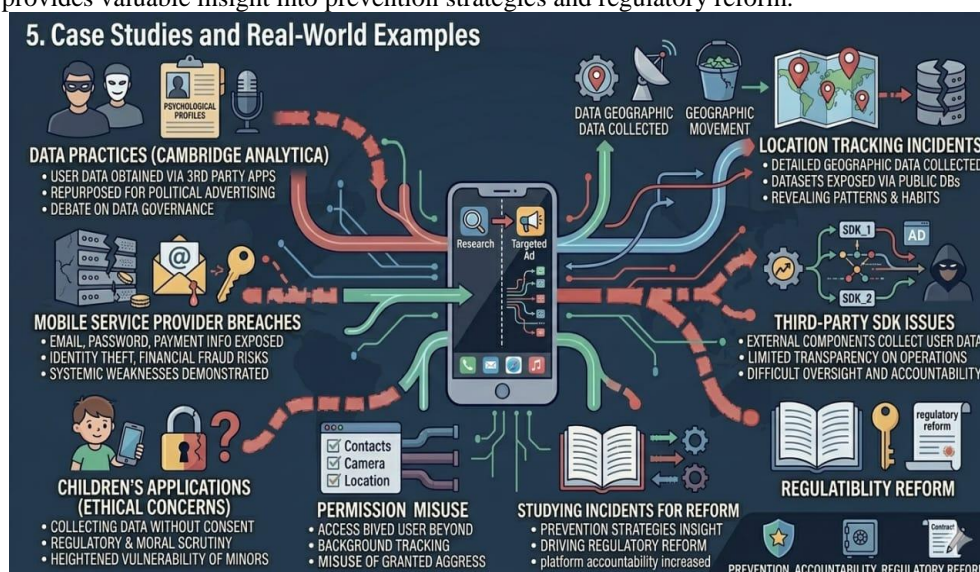 provides valuable insight into prevention strategies and regulatory reform.
5. Case Studies and Real-World Examples
PSYCHOLOGICAL
PROFILES
DATA PRACTICES (CAMBRIDGE ANALYTICA)
• USER DATA OBTAINED VIA 3RD PARTY APPS
• REPURPOSED FOR POLITICAL ADVERTISING
• DEBATE ON DATA GOVERNANCE
DATA GEOGRAPHIC
DATA COLLECTED
GEOGRAPHIC
MOVEMENT
LOCATION TRACKING INCIDENTS
• DETAILED GEOGRAPHIC DATA COLLECTED
• DATASETS EXPOSED VIA PUBLIC DBs
• REVEALING PATTERNS & HABITS
Research
Targeted
Ad
@
MOBILE SERVICE PROVIDER BREACHES
• EMAIL, PASSWORD, PAYMENT INFO EXPOSED
• IDENTITY THEFT, FINANCIAL FRAUD RISKS
• SYSTEMIC WEAKNESSES DEMONSTRATED
SDK_1
AD
SDK_2
THIRD-PARTY SDK ISSUES
• EXTERNAL COMPONENTS COLLECT USER DATA
• LIMITED TRANSPARENCY ON OPERATIONS
• DIFFICULT OVERSIGHT AND ACCOUNTABILITY
?
CHILDREN'S APPLICATIONS
(ETHICAL CONCERNS)
• COLLECTING DATA WITHOUT CONSENT
• REGULATORY & MORAL SCRUTINY
• HEIGHTENED VULNERABILITY OF MINORS
Contacts
Camera
Location
PERMISSION MISUSE
• ACCESS BIVED USER BEYOND
• BACKGROUND TRACKING
• MISUSE OF GRANTED AGGRESS
STUDYING INCIDENTS FOR REFORM
• PREVENTION STRATEGIES INSIGHT
• DRIVING REGULATORY REFORM
• platform accountability increased
regulatory
reform
REGULATIBLITY REFORM
Contract
PREVENTION ACCOUNTABILITY REGULATORY REFORM